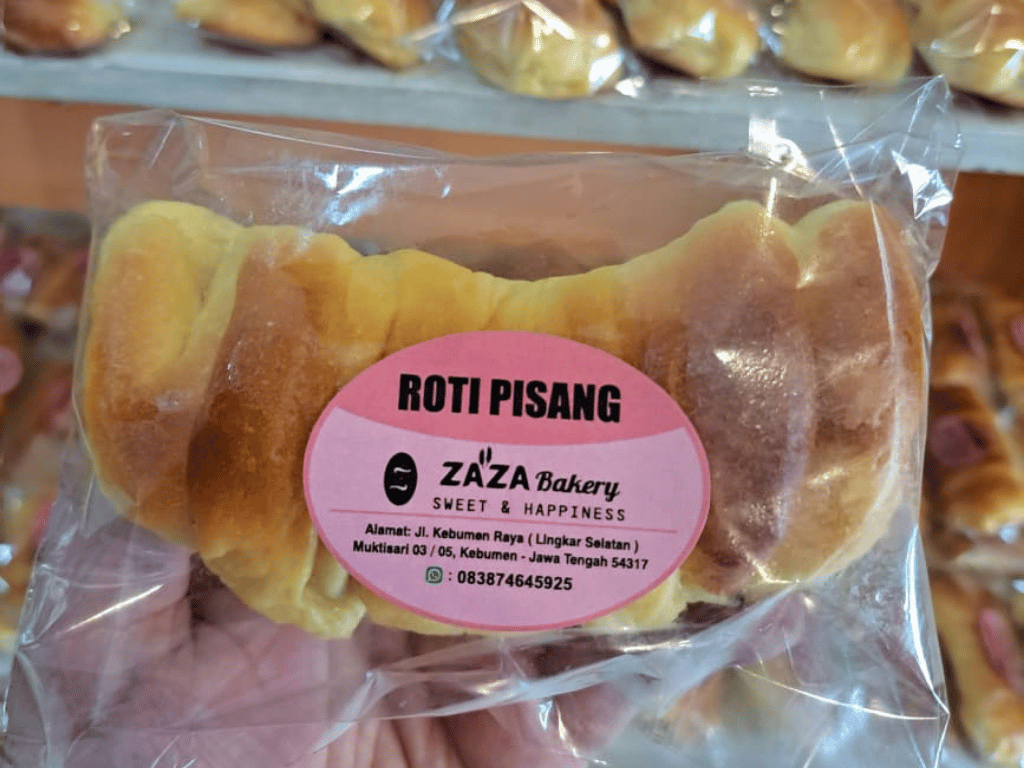 ROTI PISANG
ZAZA Bakery
SWEET & HAPPINESS
Alamat: Jl. Kebumen Raya ( Lingkar Selatan )
Muktisari 03 / 05, Kebumen - Jawa Tengah 54317
: 083874645925